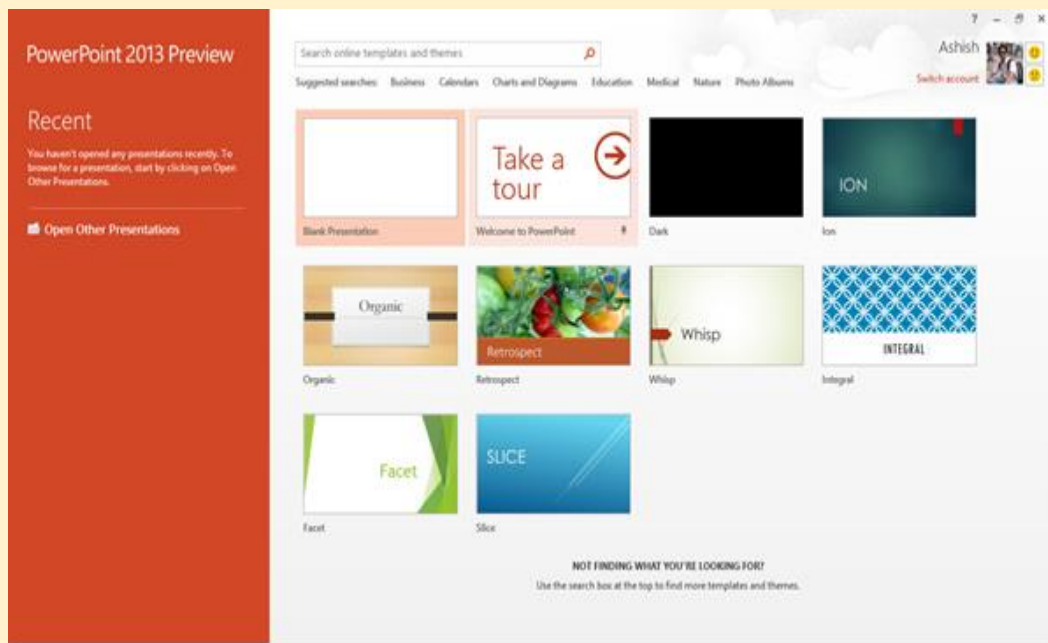 ? – ×
PowerPoint 2013 Preview
Search online templates and themes
Ashish
Switch account
Suggested searches: Business Calendars Charts and Diagrams Education Medical Nature Photo Albums
Recent
You haven't opened any presentations recently. To
browse for a presentation, start by clicking on Open
Other Presentations.
Open Other Presentations
Take a
tour
ION
Blank Presentation
Welcome to PowerPoint
Dark
Ion
Organic
Retrospect
Whisp
INTEGRAL
Organic
Retrospect
Whisp
Integral
Facet
SLICE
Facet
Slice
NOT FINDING WHAT YOU'RE LOOKING FOR?
Use the search box at the top to find more templates and themes.